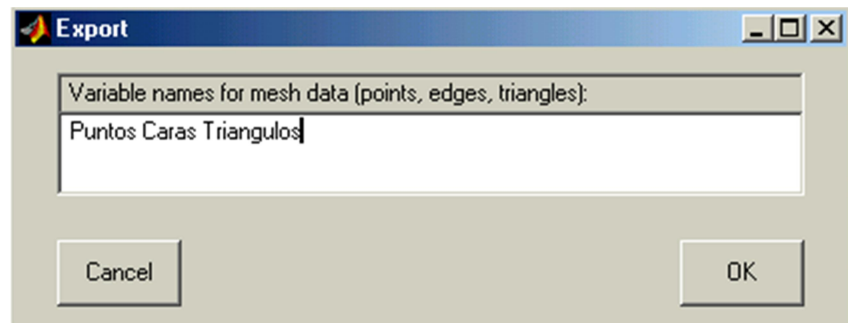 Export
Variable names for mesh data (points, edges, triangles):
Puntos Caras Triangulos
Cancel OK